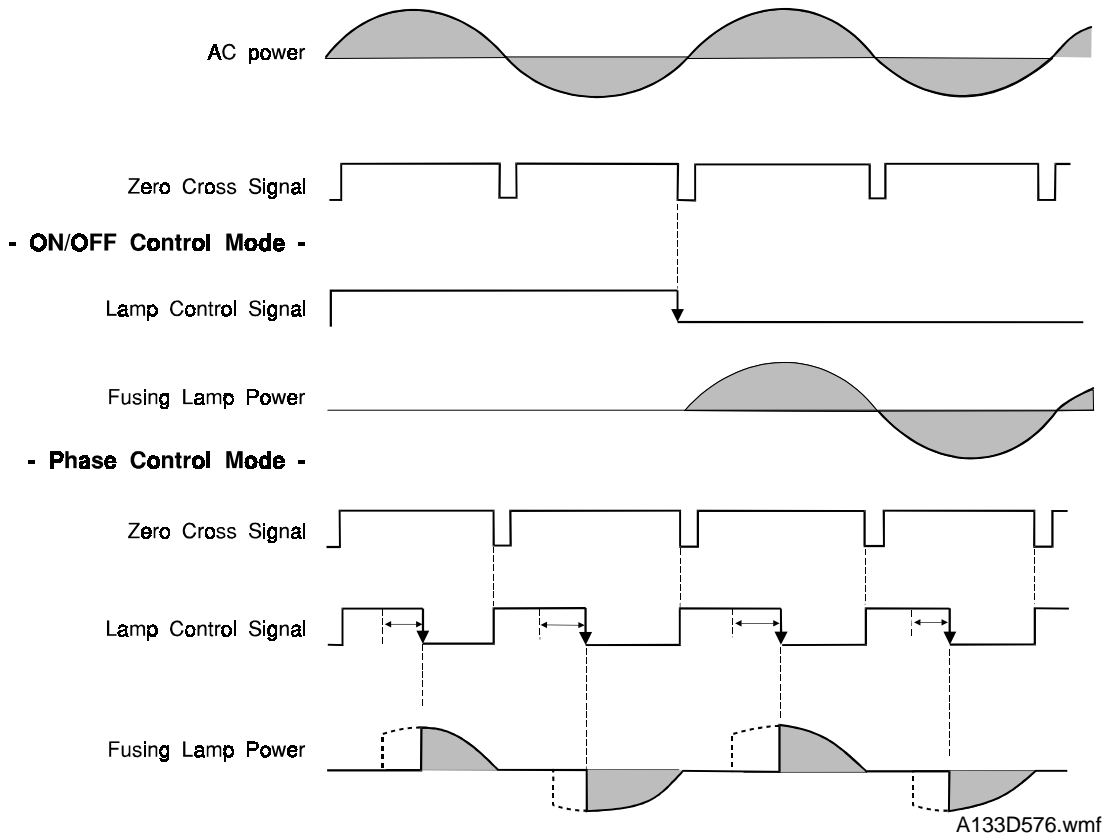 AC power
Zero Cross Signal
- ON/OFF Control Mode -
Lamp Control Signal
Fusing Lamp Power
- Phase Control Mode -
Zero Cross Signal
Lamp Control Signal
Fusing Lamp Power
A133D576.wmf